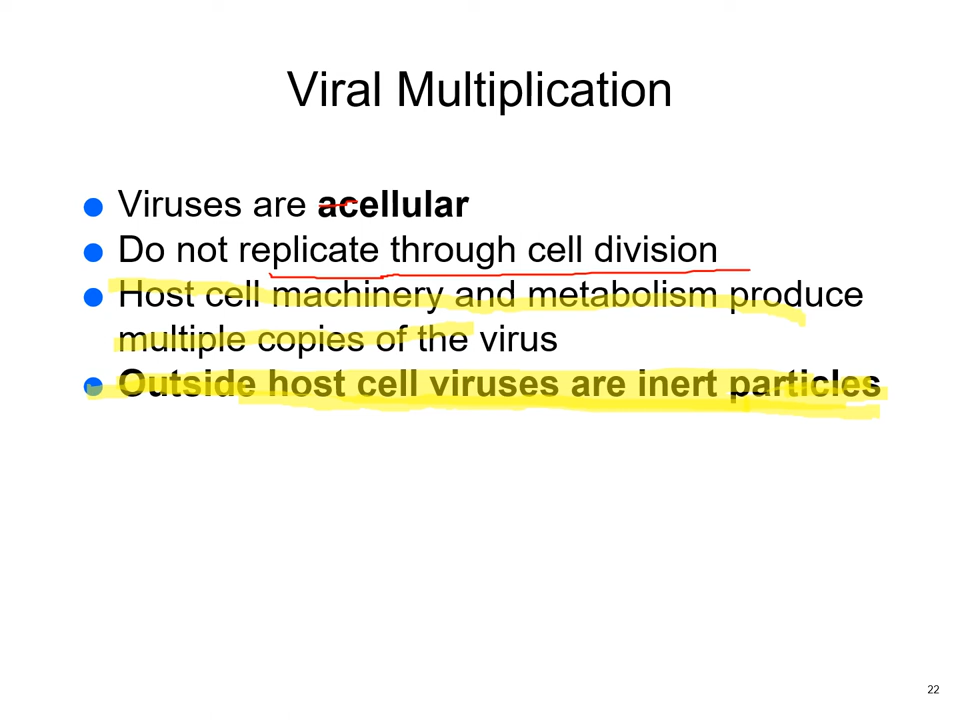 Viral Multiplication
Viruses are acellular
Do not replicate through cell division
Host cell machinery and metabolism produce
multiple copies of the virus
Outside host cell viruses are inert particles
22